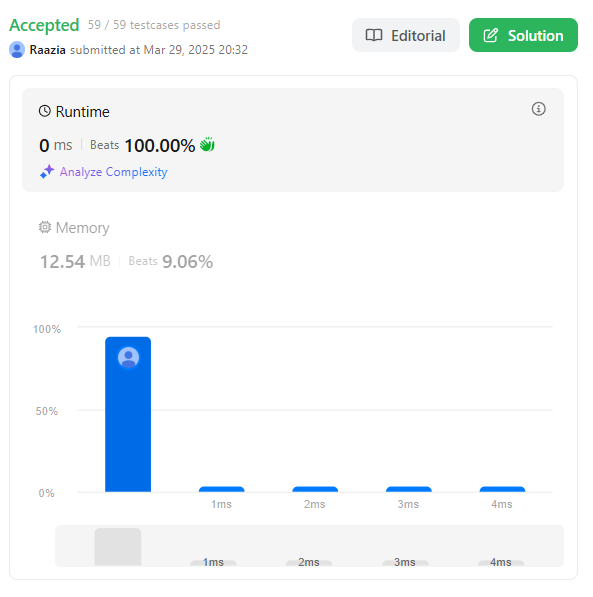 Accepted 59 / 59 testcases passed
Editorial
Solution
Raazia submitted at Mar 29, 2025 20:32
Runtime
0 ms Beats 100.00%
Analyze Complexity
Memory
12.54 MB Beats 9.06%
100%
50%
0%
1ms 2ms 3ms 4ms
1ms 2ms 3ms 4ms